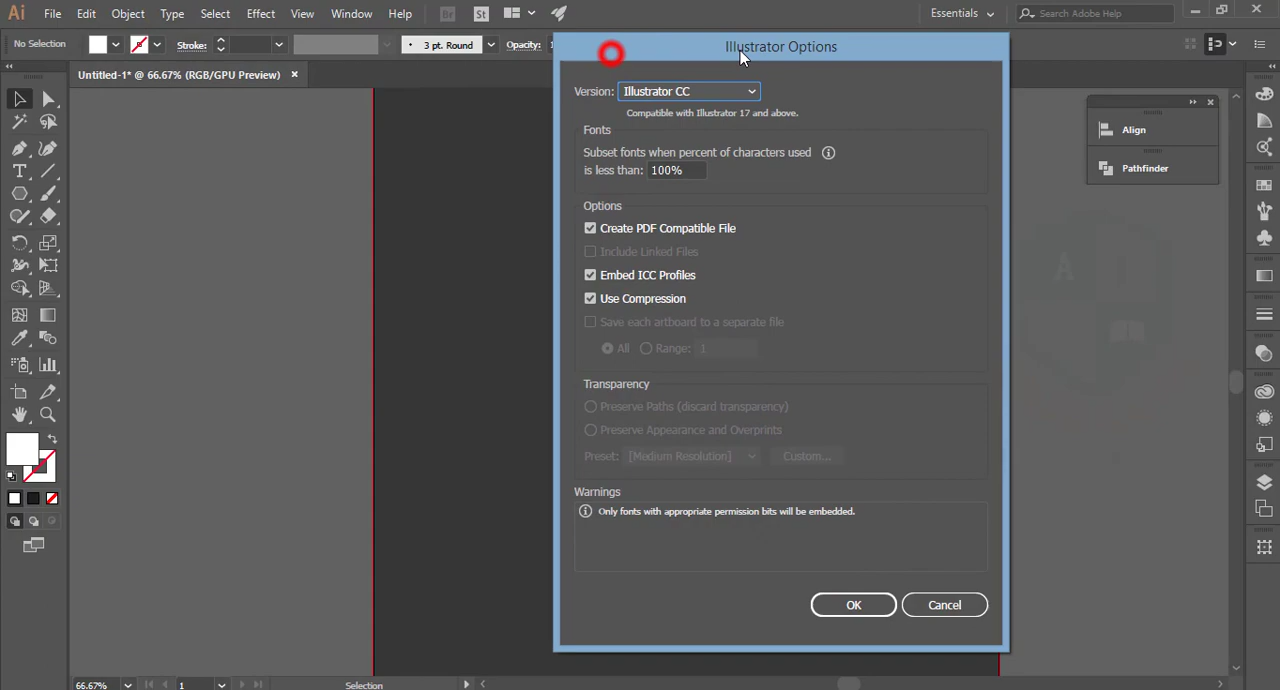 Ai File Edit Object Type Select Effect View Window Help Br St Essentials Search Adobe Help
No Selection Stroke: 3 pt. Round Opacity:
Illustrator Options
Untitled-1* @ 66.67% (RGB/GPU Preview) ×
Version: Illustrator CC
Compatible with Illustrator 17 and above.
Fonts
Subset fonts when percent of characters used
is less than: 100%
Options
Create PDF Compatible File
Include Linked Files
Embed ICC Profiles
Use Compression
Save each artboard to a separate file
All Range: 1
Transparency
Preserve Paths (discard transparency)
Preserve Appearance and Overprints
Preset: [Medium Resolution] Custom...
Warnings
Only fonts with appropriate permission bits will be embedded.
OK Cancel
Align
Pathfinder
66.67% 1 Selection